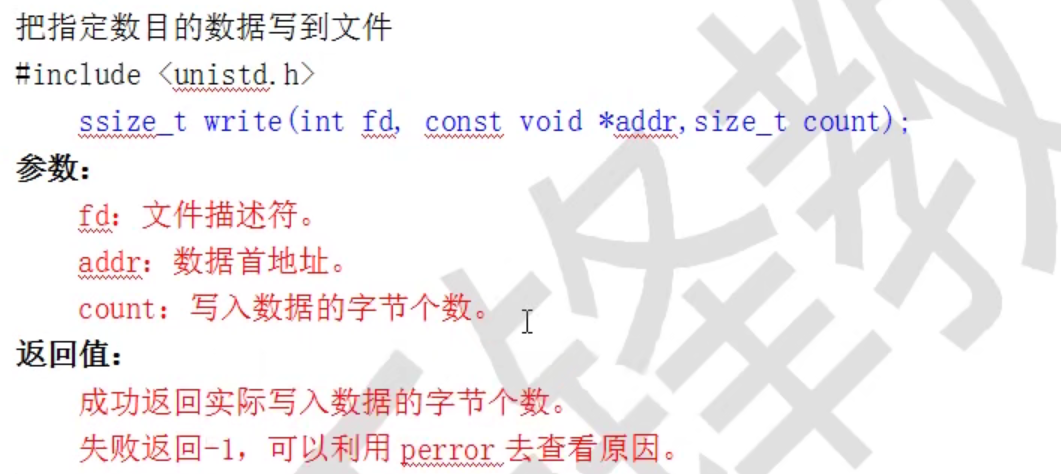 把指定数目的数据写到文件
#include <unistd.h>
ssize_t write(int fd, const void *addr,size_t count);
参数：
fd：文件描述符。
addr：数据首地址。
count：写入数据的字节个数。
返回值：
成功返回实际写入数据的字节个数。
失败返回-1，可以利用 perror 去查看原因。